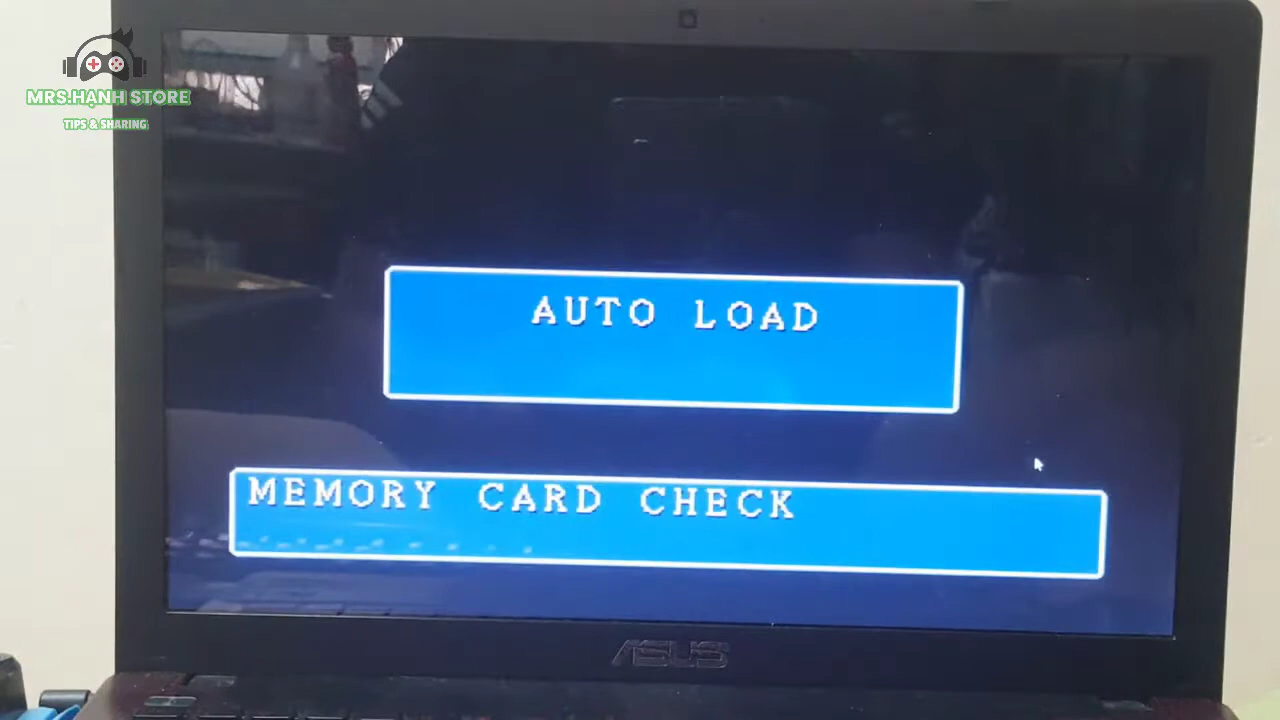 MRS.HẠNH STORE
TIPS & SHARING
AUTO LOAD
MEMORY CARD CHECK
ASUS